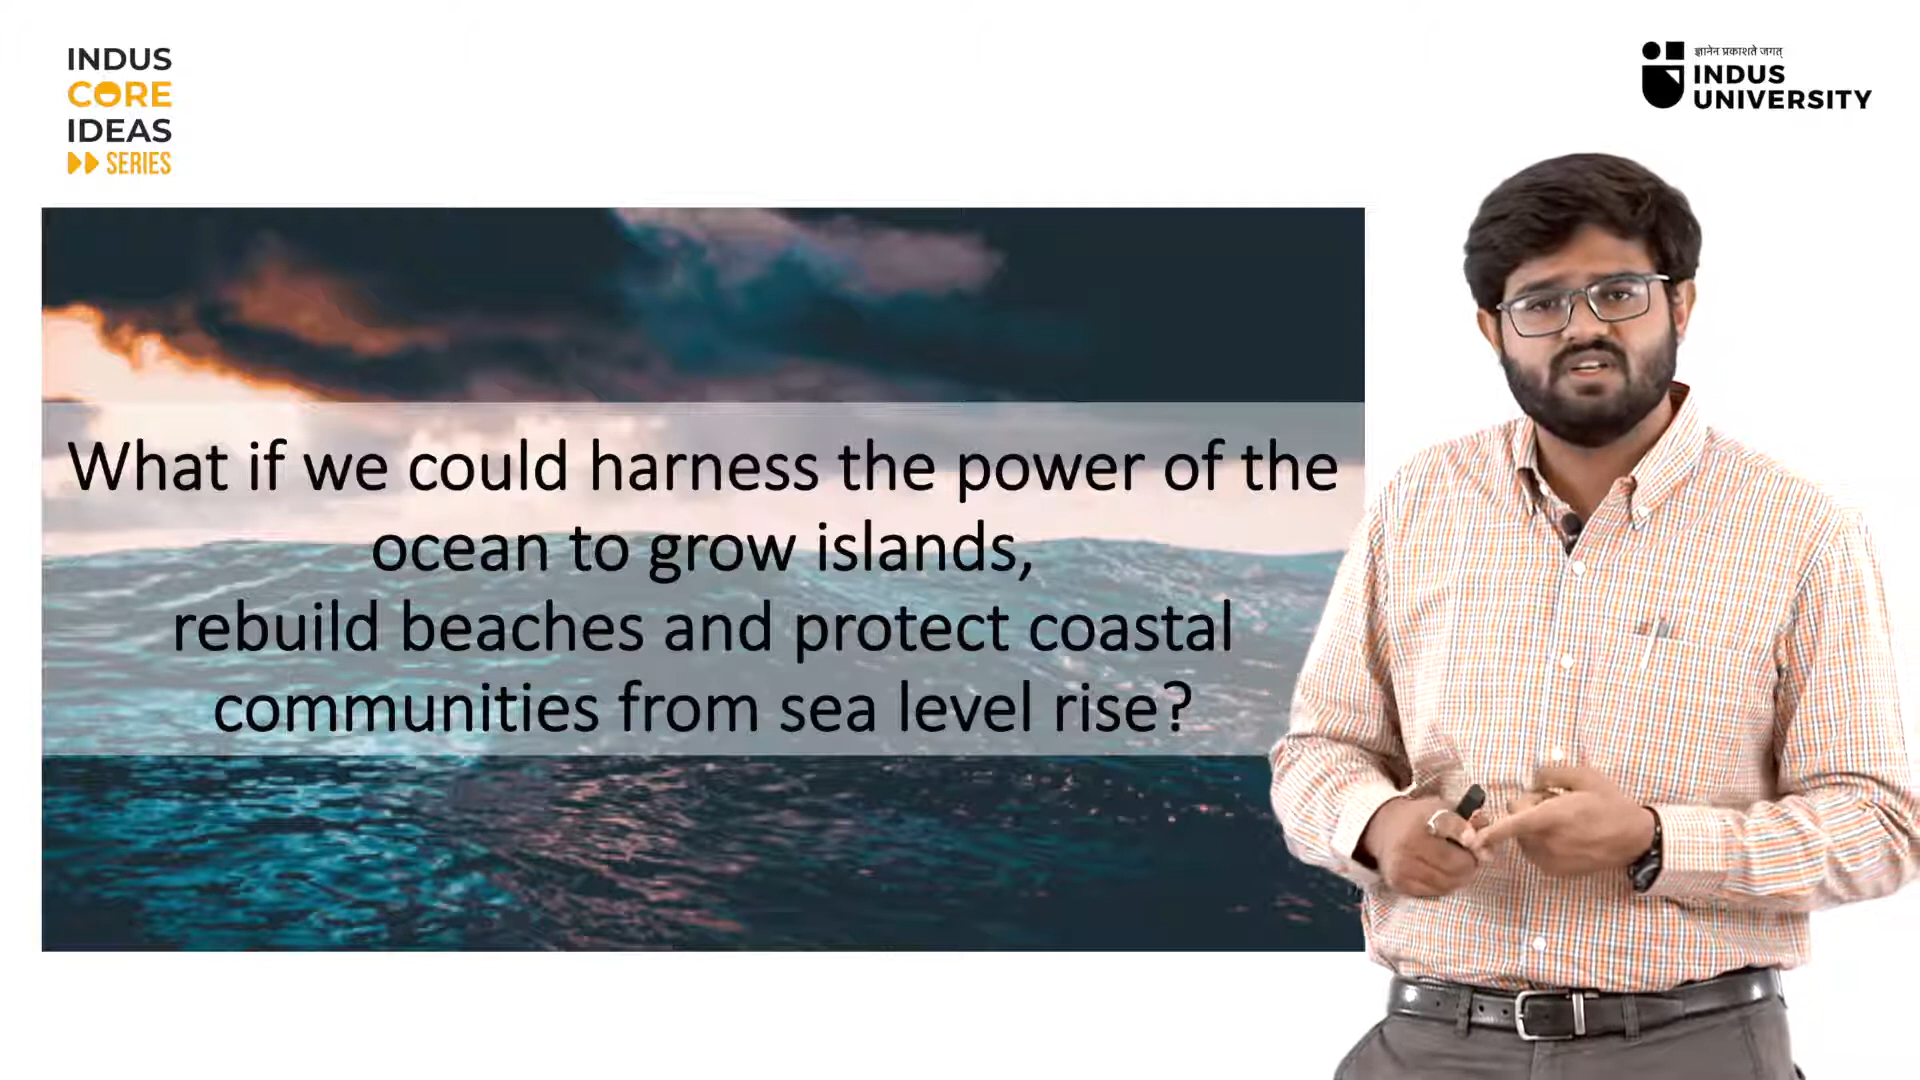 INDUS
CORE
IDEAS
SERIES
ज्ञानेन प्रकाशते जगत्
INDUS
UNIVERSITY
What if we could harness the power of the
ocean to grow islands,
rebuild beaches and protect coastal
communities from sea level rise?